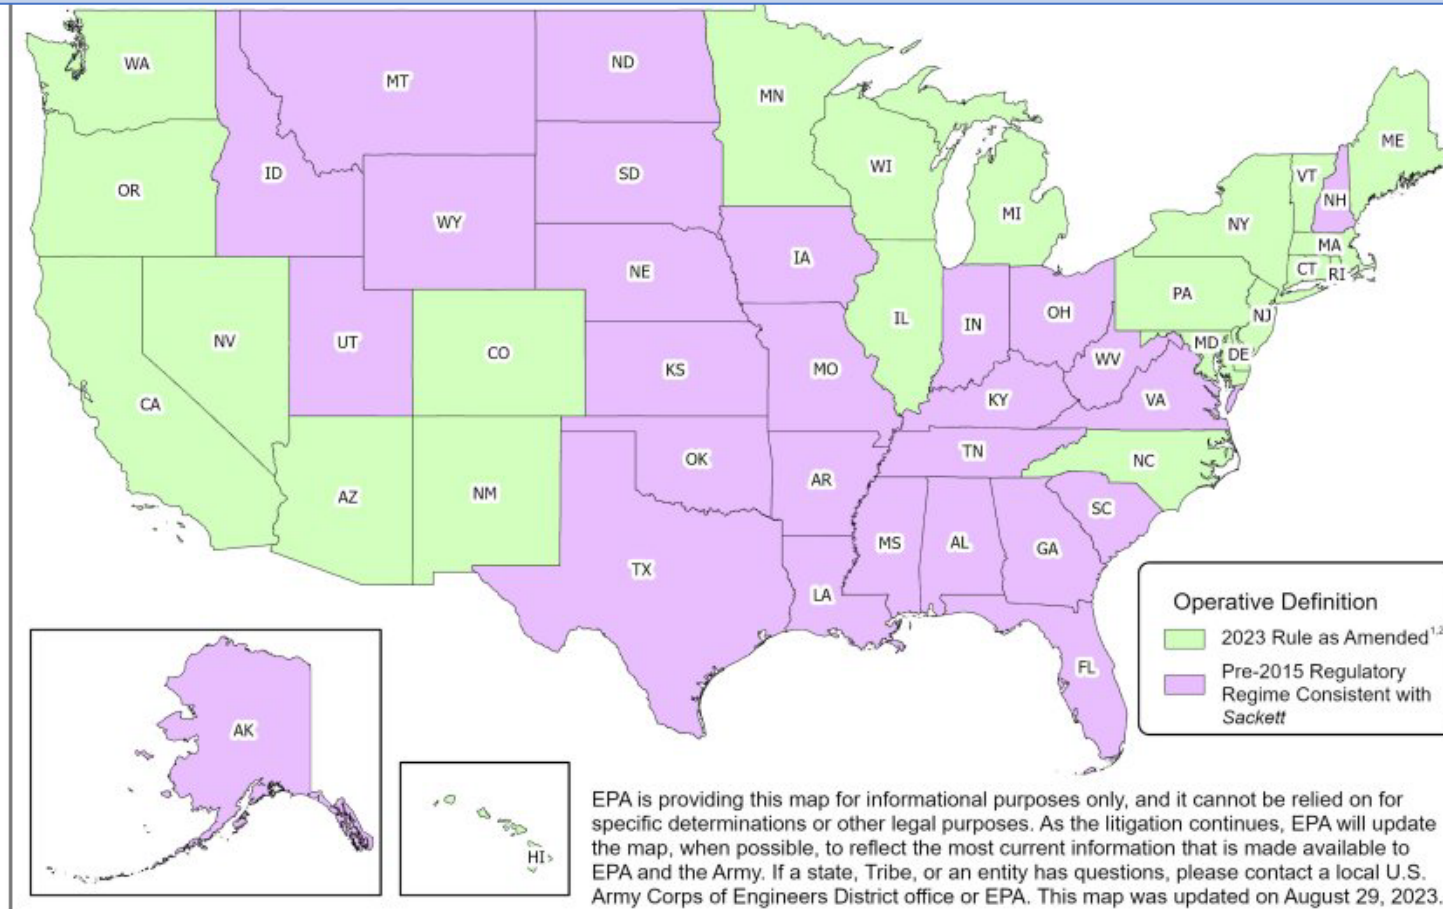 WA
MT
ND
MN
ME
OR
ID
SD
WI
VT
NH
WY
MI
NY
MA
IA
NE
CT
RI
PA
NV
UT
CO
IL
IN
OH
NJ
MD
DE
CA
KS
MO
WV
KY
VA
OK
TN
NC
AZ
NM
AR
SC
MS
AL
GA
TX
LA
FL
AK
HI
Operative Definition
2023 Rule as Amended1,2
Pre-2015 Regulatory
Regime Consistent with
Sackett
EPA is providing this map for informational purposes only, and it cannot be relied on for
specific determinations or other legal purposes. As the litigation continues, EPA will update
the map, when possible, to reflect the most current information that is made available to
EPA and the Army. If a state, Tribe, or an entity has questions, please contact a local U.S.
Army Corps of Engineers District office or EPA. This map was updated on August 29, 2023.